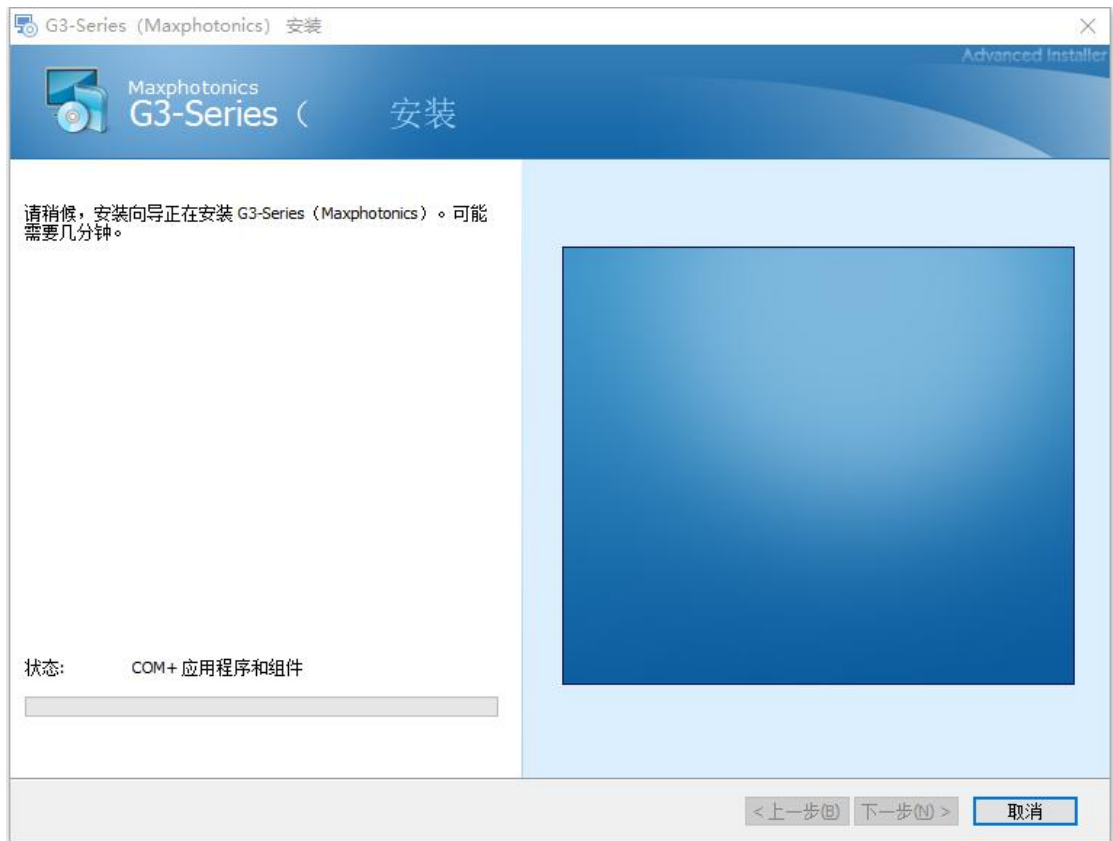 G3-Series (Maxphotonics) 安装
Advanced Installer
Maxphotonics
G3-Series（ 安装
请稍候，安装向导正在安装 G3-Series（Maxphotonics）。可能
需要几分钟。
状态: COM+ 应用程序和组件
<上一步(B) 下一步(N) > 取消